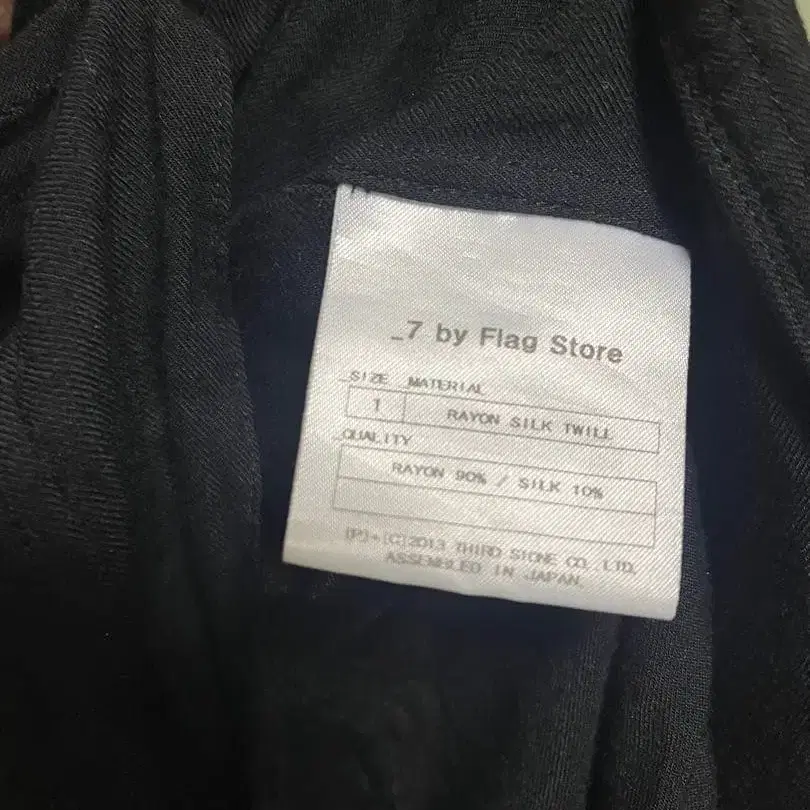 _7 by Flag Store
_SIZE _MATERIAL
1 RAYON SILK TWILL
_QUALITY
RAYON 90% / SILK 10%
(P)+(C)2013 THIRD STONE CO., LTD.
ASSEMBLED IN JAPAN.